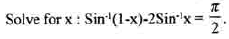 Solve for x : Sin⁻¹(1-x)-2Sin⁻¹x = π/2.